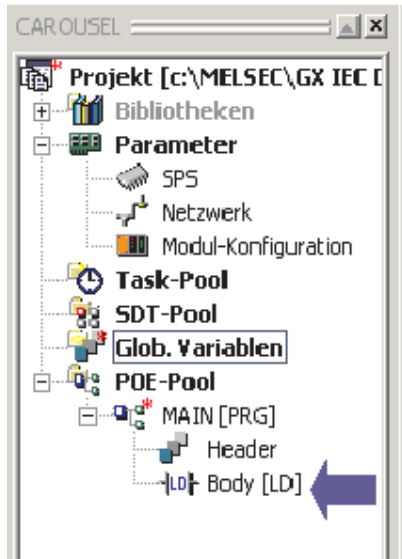 CAROUSEL
Projekt [c:\MELSEC\GX IEC D
Bibliotheken
Parameter
SPS
Netzwerk
Modul-Konfiguration
Task-Pool
SDT-Pool
Glob. Variablen
POE-Pool
MAIN [PRG]
Header
LD Body [LD]